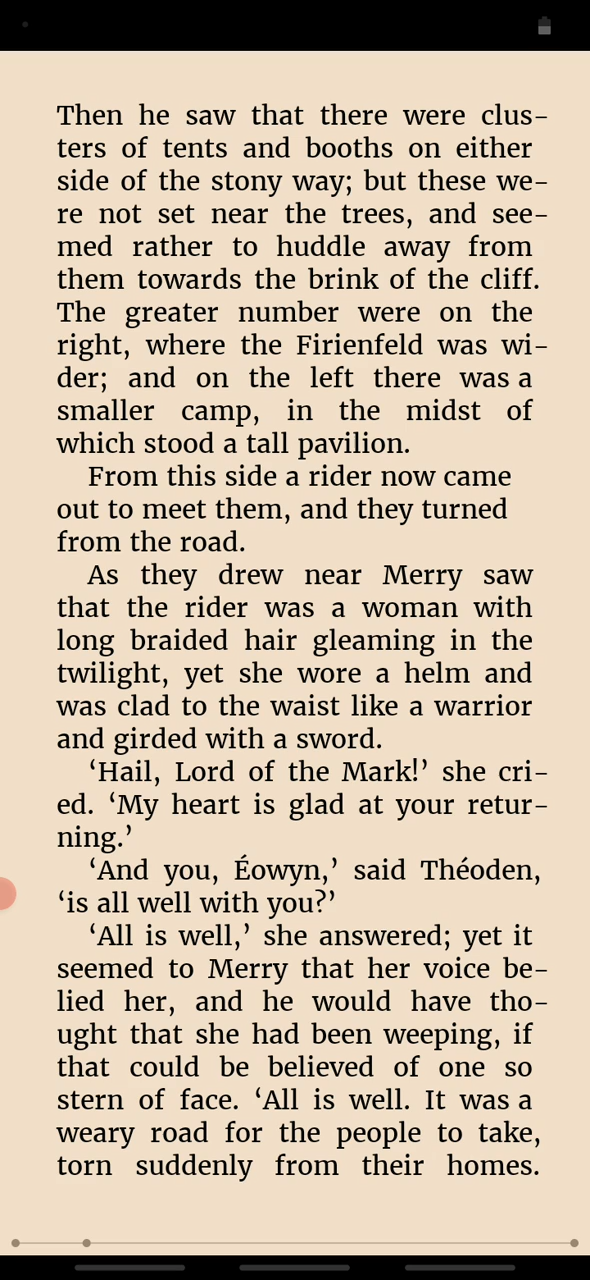 Then he saw that there were clus-
ters of tents and booths on either
side of the stony way; but these we-
re not set near the trees, and see-
med rather to huddle away from
them towards the brink of the cliff.
The greater number were on the
right, where the Firienfeld was wi-
der; and on the left there was a
smaller camp, in the midst of
which stood a tall pavilion.
From this side a rider now came
out to meet them, and they turned
from the road.
As they drew near Merry saw
that the rider was a woman with
long braided hair gleaming in the
twilight, yet she wore a helm and
was clad to the waist like a warrior
and girded with a sword.
‘Hail, Lord of the Mark!’ she cri-
ed. ‘My heart is glad at your retur-
ning.’
‘And you, Éowyn,’ said Théoden,
‘is all well with you?’
‘All is well,’ she answered; yet it
seemed to Merry that her voice be-
lied her, and he would have tho-
ught that she had been weeping, if
that could be believed of one so
stern of face. ‘All is well. It was a
weary road for the people to take,
torn suddenly from their homes.